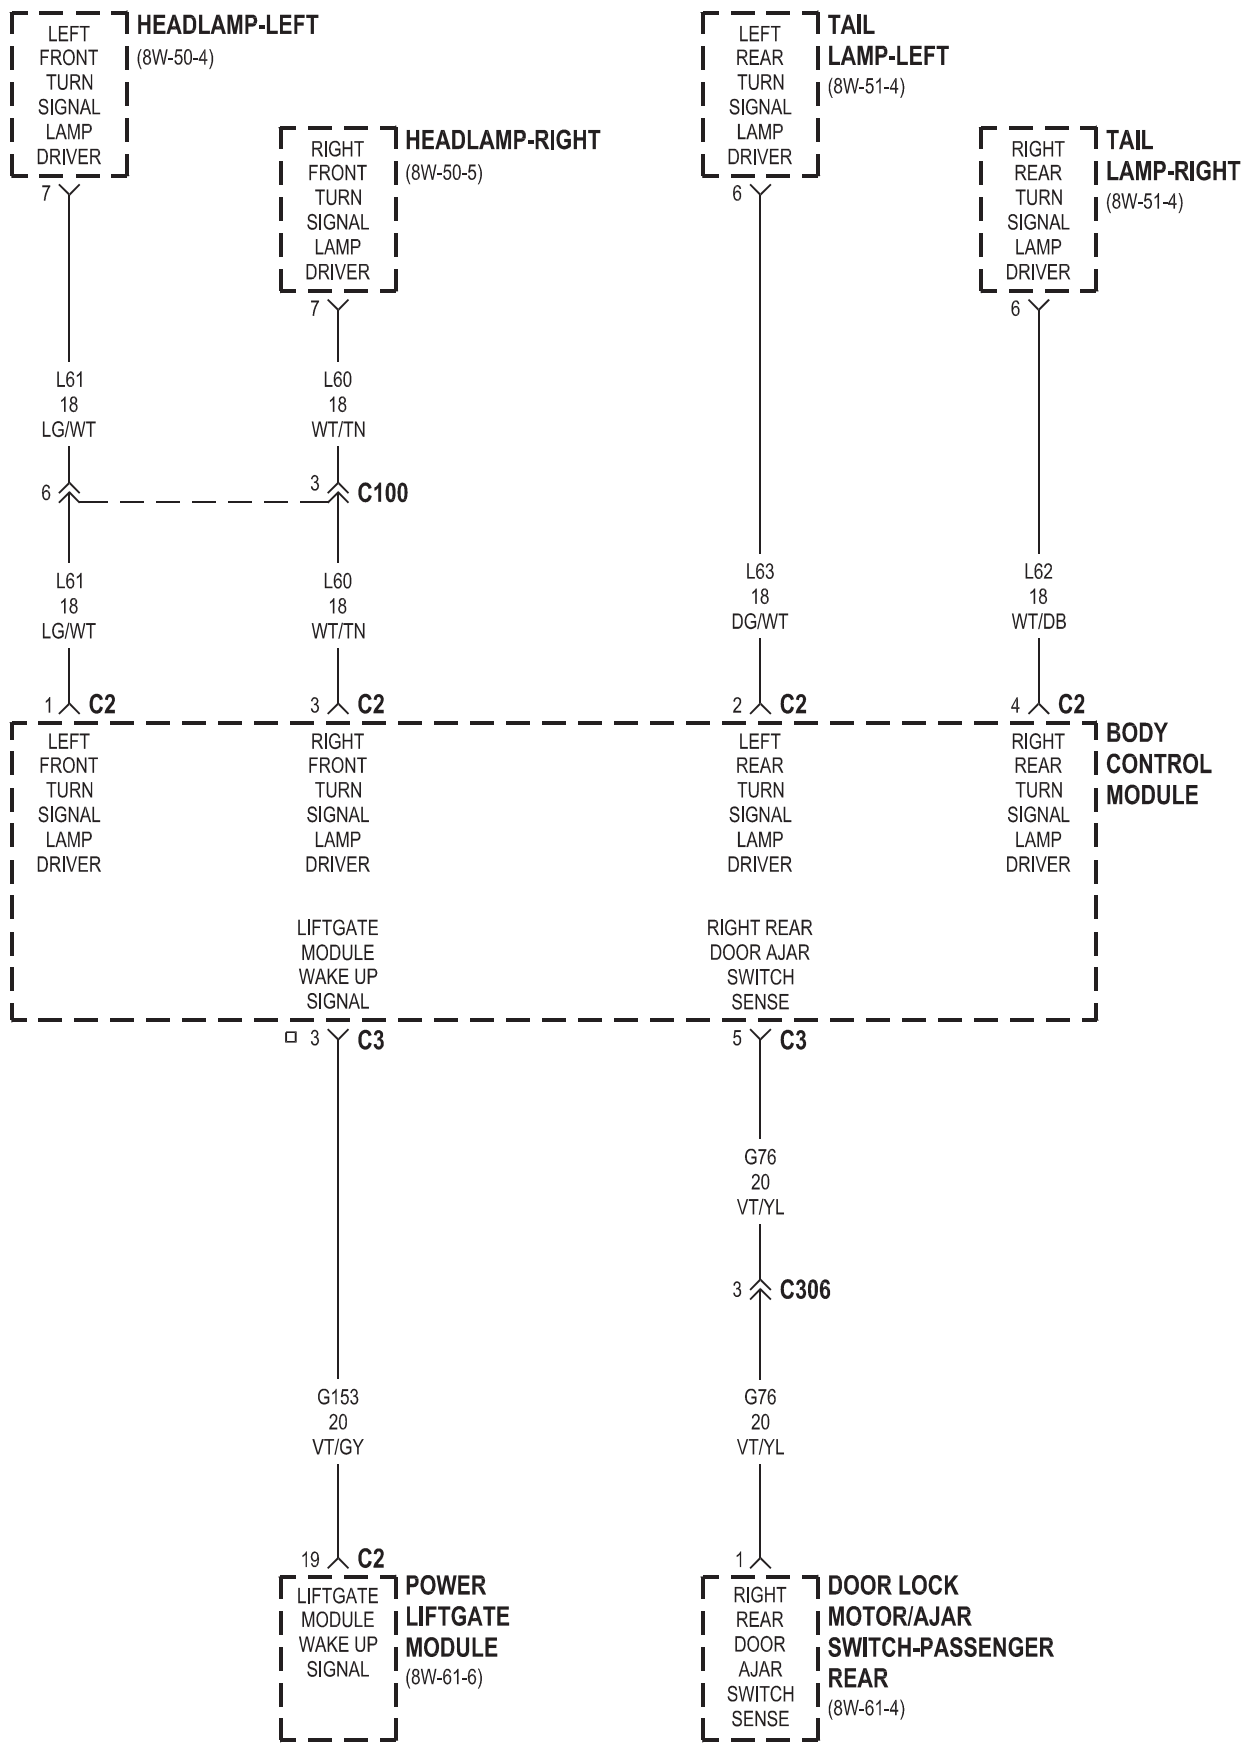 LEFT
FRONT
TURN
SIGNAL
LAMP
DRIVER
HEADLAMP-LEFT
(8W-50-4)
7
RIGHT
FRONT
TURN
SIGNAL
LAMP
DRIVER
HEADLAMP-RIGHT
(8W-50-5)
7
LEFT
REAR
TURN
SIGNAL
LAMP
DRIVER
TAIL
LAMP-LEFT
(8W-51-4)
6
RIGHT
REAR
TURN
SIGNAL
LAMP
DRIVER
TAIL
LAMP-RIGHT
(8W-51-4)
6
L61
18
LG/WT
L60
18
WT/TN
6
3
C100
L61
18
LG/WT
L60
18
WT/TN
L63
18
DG/WT
L62
18
WT/DB
1 C2
3 C2
2 C2
4 C2
LEFT
FRONT
TURN
SIGNAL
LAMP
DRIVER
RIGHT
FRONT
TURN
SIGNAL
LAMP
DRIVER
LEFT
REAR
TURN
SIGNAL
LAMP
DRIVER
RIGHT
REAR
TURN
SIGNAL
LAMP
DRIVER
BODY
CONTROL
MODULE
LIFTGATE
MODULE
WAKE UP
SIGNAL
RIGHT REAR
DOOR AJAR
SWITCH
SENSE
3 C3
5 C3
G76
20
VT/YL
3 C306
G153
20
VT/GY
G76
20
VT/YL
19 C2
1
LIFTGATE
MODULE
WAKE UP
SIGNAL
POWER
LIFTGATE
MODULE
(8W-61-6)
RIGHT
REAR
DOOR
AJAR
SWITCH
SENSE
DOOR LOCK
MOTOR/AJAR
SWITCH-PASSENGER
REAR
(8W-61-4)